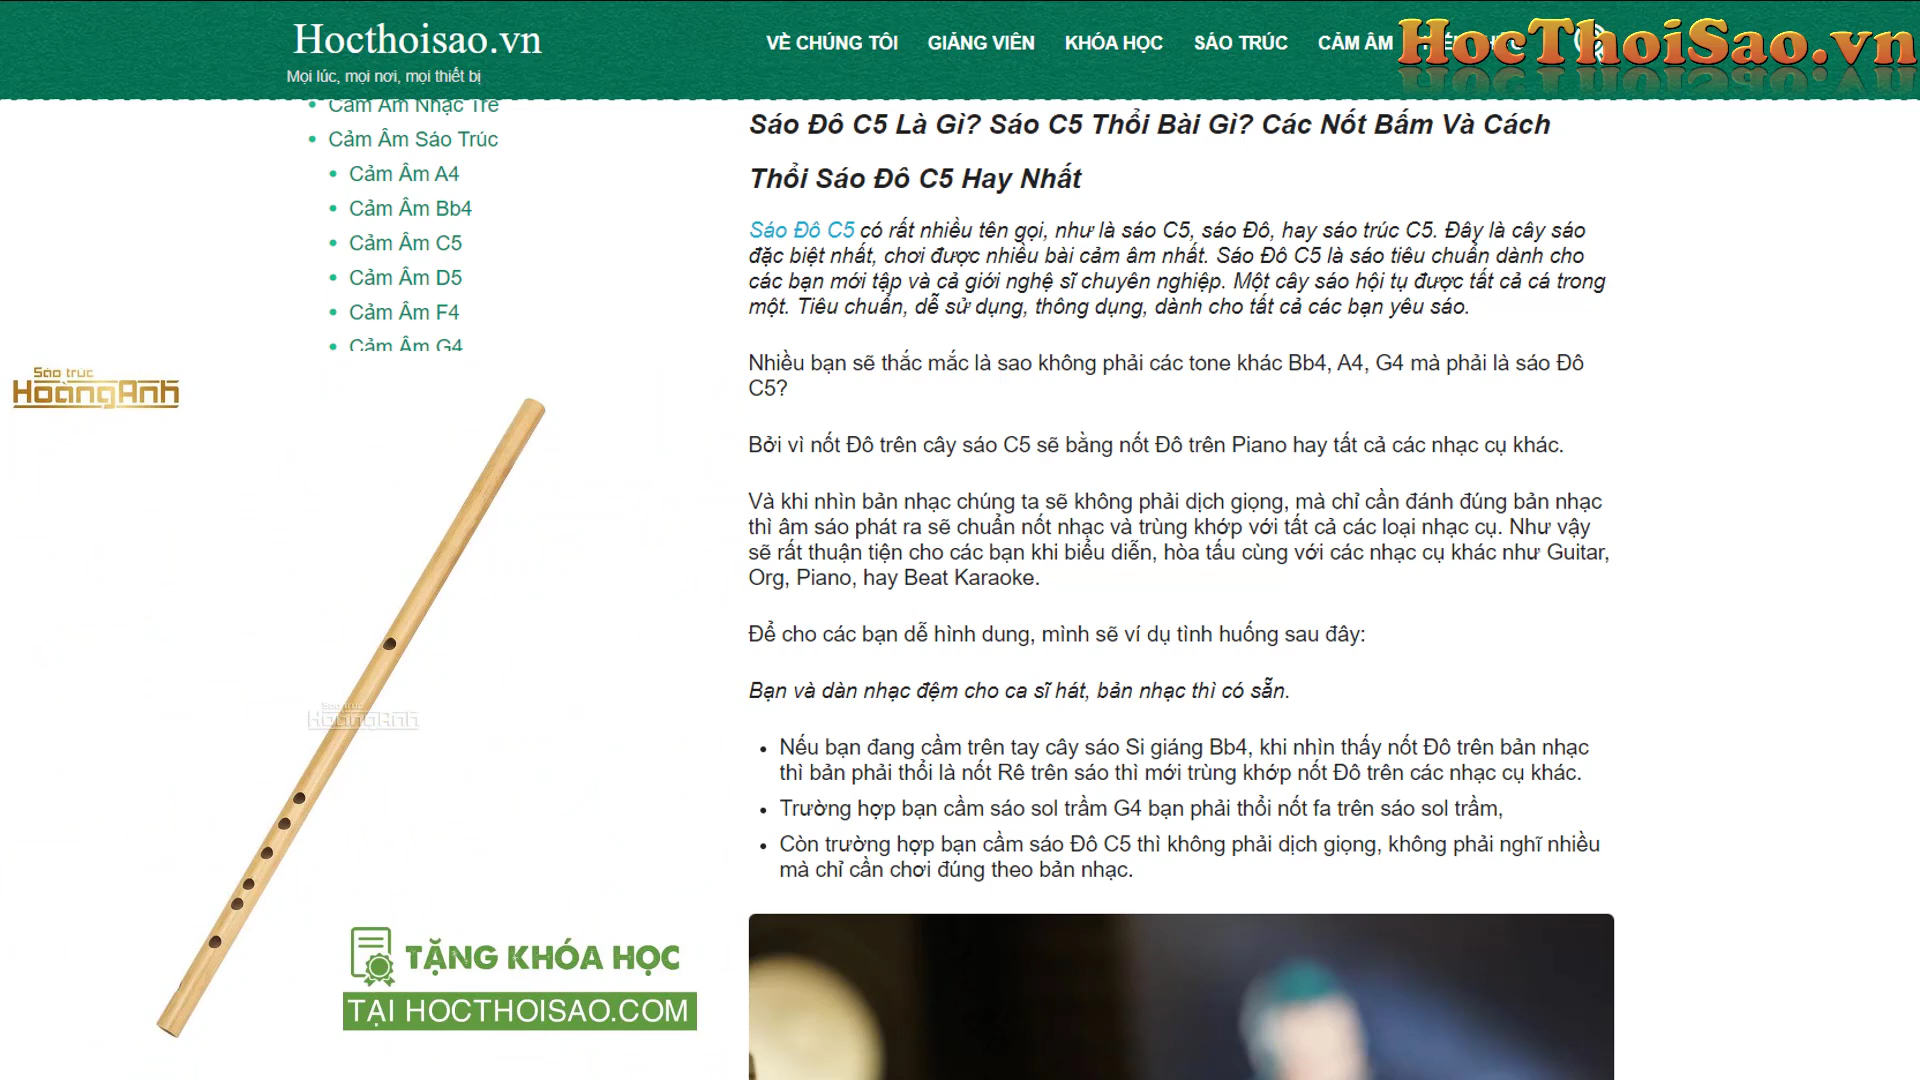 Hocthoisao.vn
Mọi lúc, mọi nơi, mọi thiết bị
VỀ CHÚNG TÔI
GIẢNG VIÊN
KHÓA HỌC
SÁO TRÚC
CẢM ÂM
HocThoiSao.vn
Cảm Âm Nhạc Trẻ
Cảm Âm Sáo Trúc
Cảm Âm A4
Cảm Âm Bb4
Cảm Âm C5
Cảm Âm D5
Cảm Âm F4
Cảm Âm G4
Sáo trúc
HoàngAnh
Sáo trúc
HoàngAnh
TẶNG KHÓA HỌC
TẠI HOCTHOISAO.COM
Sáo Đô C5 Là Gì? Sáo C5 Thổi Bài Gì? Các Nốt Bấm Và Cách
Thổi Sáo Đô C5 Hay Nhất
Sáo Đô C5 có rất nhiều tên gọi, như là sáo C5, sáo Đô, hay sáo trúc C5. Đây là cây sáo
đặc biệt nhất, chơi được nhiều bài cảm âm nhất. Sáo Đô C5 là sáo tiêu chuẩn dành cho
các bạn mới tập và cả giới nghệ sĩ chuyên nghiệp. Một cây sáo hội tụ được tất cả cá trong
một. Tiêu chuẩn, dễ sử dụng, thông dụng, dành cho tất cả các bạn yêu sáo.
Nhiều bạn sẽ thắc mắc là sao không phải các tone khác Bb4, A4, G4 mà phải là sáo Đô
C5?
Bởi vì nốt Đô trên cây sáo C5 sẽ bằng nốt Đô trên Piano hay tất cả các nhạc cụ khác.
Và khi nhìn bản nhạc chúng ta sẽ không phải dịch giọng, mà chỉ cần đánh đúng bản nhạc
thì âm sáo phát ra sẽ chuẩn nốt nhạc và trùng khớp với tất cả các loại nhạc cụ. Như vậy
sẽ rất thuận tiện cho các bạn khi biểu diễn, hòa tấu cùng với các nhạc cụ khác như Guitar,
Org, Piano, hay Beat Karaoke.
Để cho các bạn dễ hình dung, mình sẽ ví dụ tình huống sau đây:
Bạn và dàn nhạc đệm cho ca sĩ hát, bản nhạc thì có sẵn.
Nếu bạn đang cầm trên tay cây sáo Si giáng Bb4, khi nhìn thấy nốt Đô trên bản nhạc
thì bản phải thổi là nốt Rê trên sáo thì mới trùng khớp nốt Đô trên các nhạc cụ khác.
Trường hợp bạn cầm sáo sol trầm G4 bạn phải thổi nốt fa trên sáo sol trầm,
Còn trường hợp bạn cầm sáo Đô C5 thì không phải dịch giọng, không phải nghĩ nhiều
mà chỉ cần chơi đúng theo bản nhạc.